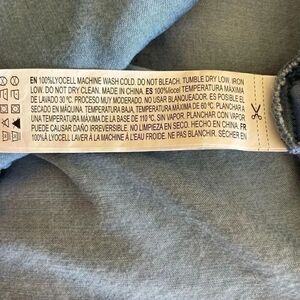 EN 100%LYOCELL MACHINE WASH COLD. DO NOT BLEACH. TUMBLE DRY LOW. IRON
LOW. DO NOT DRY CLEAN. MADE IN CHINA. ES 100%liocel TEMPERATURA MÁXIMA
DE LAVADO 30 ºC. PROCESO MUY MODERADO. NO USAR BLANQUEADOR. ES POSIBLE EL
SECADO EN MÁQUINA. TEMPERATURA BAJA, TEMPERATURA MÁXIMA DE 60 ºC. PLANCHAR A
UNA TEMPERATURA MÁXIMA DE LA BASE DE 110 ºC, SIN VAPOR. PLANCHAR CON VAPOR
PUEDE CAUSAR DAÑO IRREVERSIBLE. NO LIMPIEZA EN SECO. HECHO EN CHINA. FR
100%Á LYOCELL LAVER À LA MACHINE À L'EAU FROIDE. NE PAS BLANCHIR. SÉCHER EN